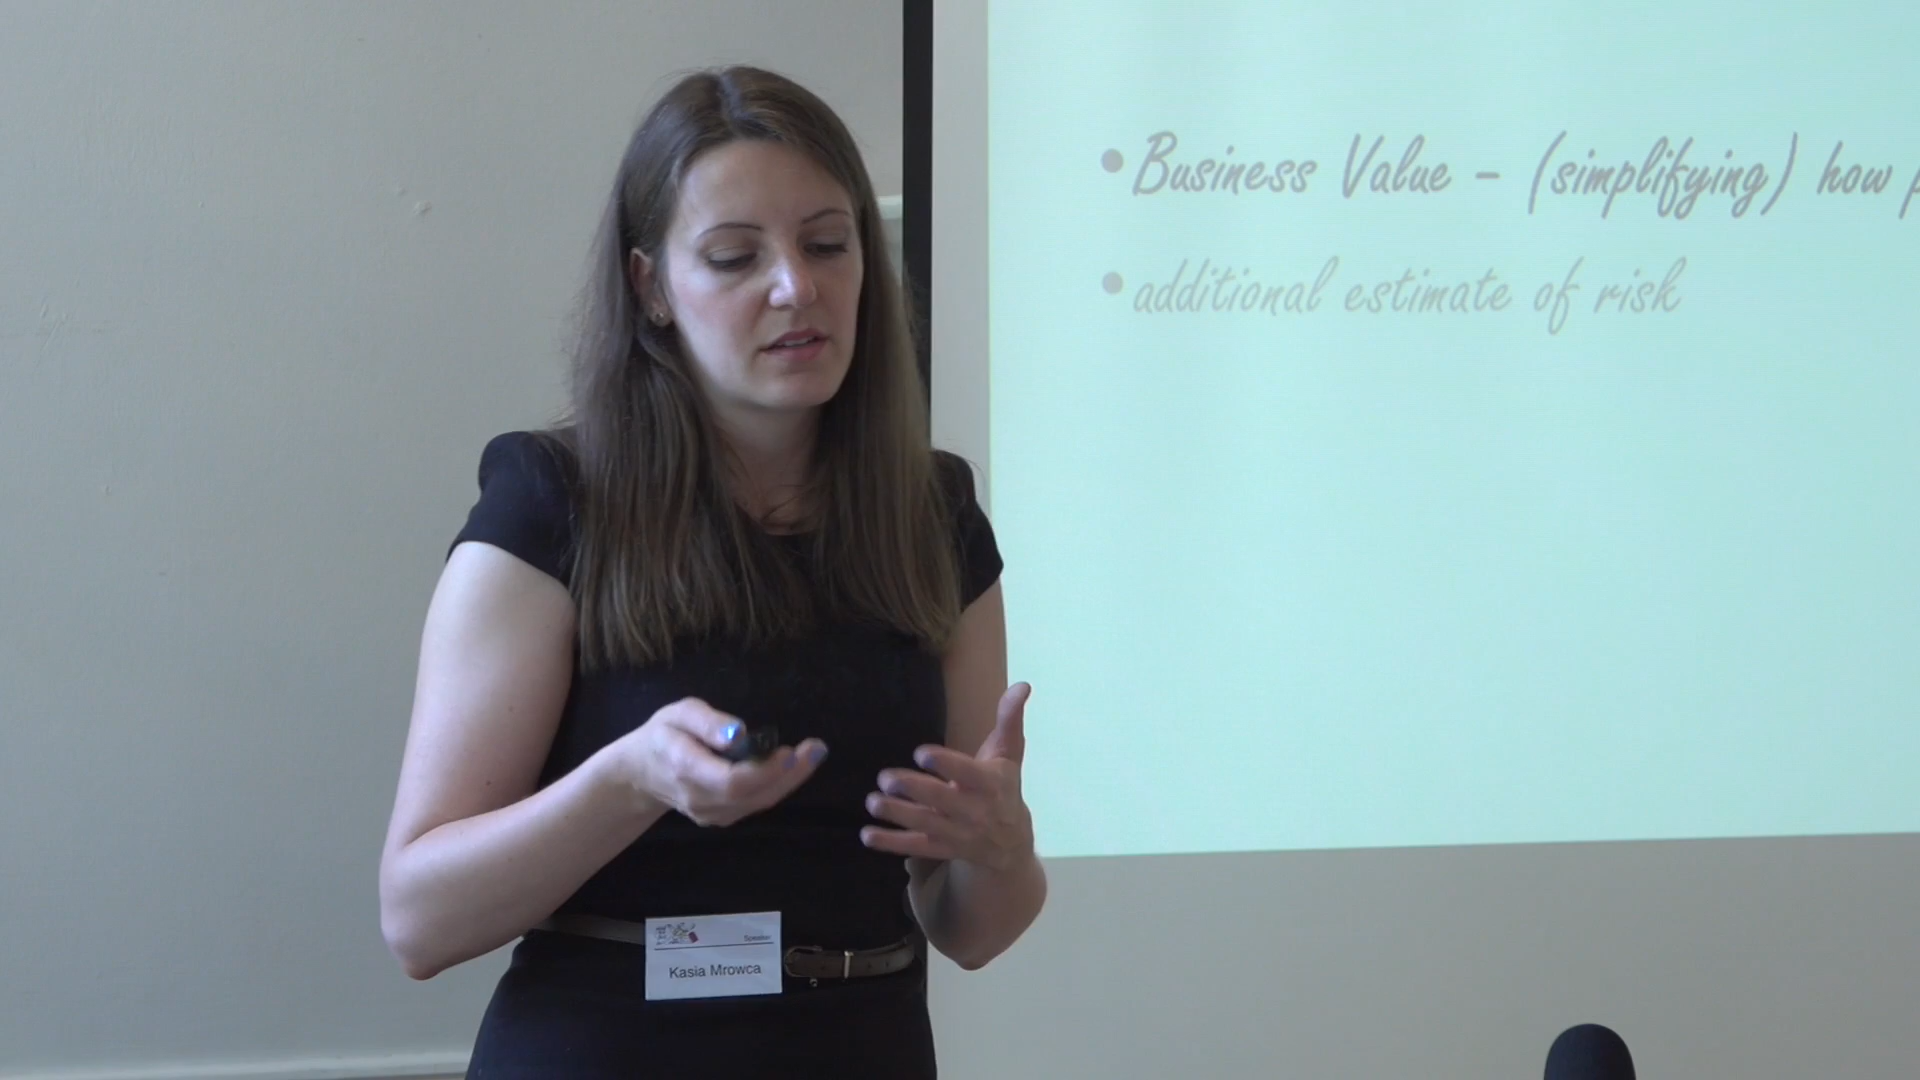 • Business Value - (simplifying) how
• additional estimate of risk
Speaker
Kasia Mrowca